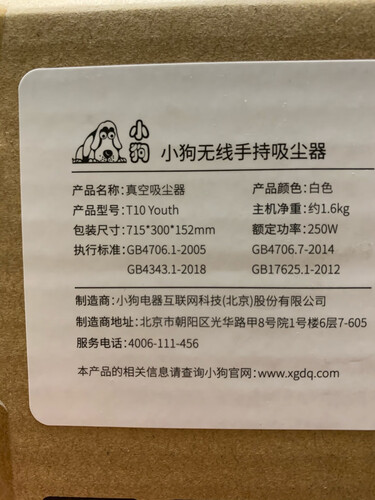 小狗
小狗无线手持吸尘器
产品名称：真空吸尘器 产品颜色：白色
产品型号：T10 Youth 主机净重：约1.6kg
包装尺寸：715*300*152mm 额定功率：250W
执行标准：GB4706.1-2005 GB4706.7-2014
GB4343.1-2018 GB17625.1-2012
制造商：小狗电器互联网科技(北京)股份有限公司
制造商地址：北京市朝阳区光华路甲8号院1号楼6层7-605
服务电话：4006-111-456
本产品的相关信息请查询小狗官网：www.xgdq.com